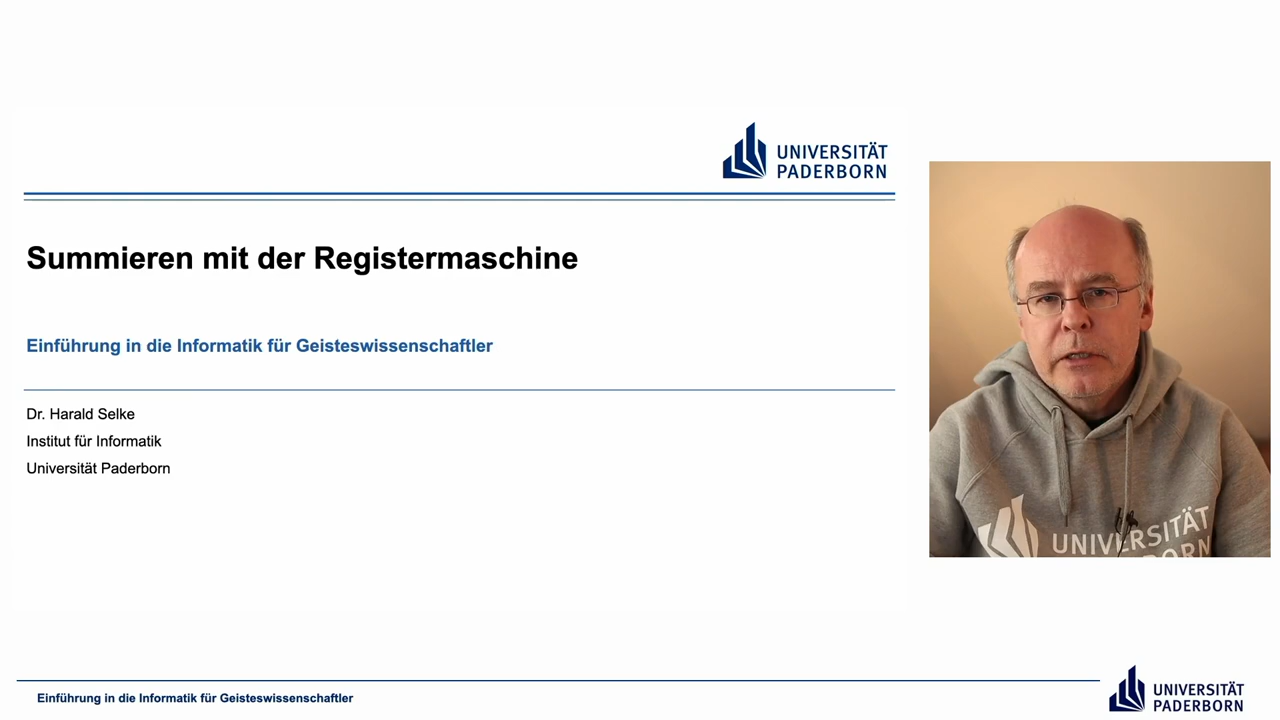 UNIVERSITÄT
PADERBORN
Summieren mit der Registermaschine
Einführung in die Informatik für Geisteswissenschaftler
Dr. Harald Selke
Institut für Informatik
Universität Paderborn
UNIVERSITÄT
PADERBORN
Einführung in die Informatik für Geisteswissenschaftler
UNIVERSITÄT
PADERBORN